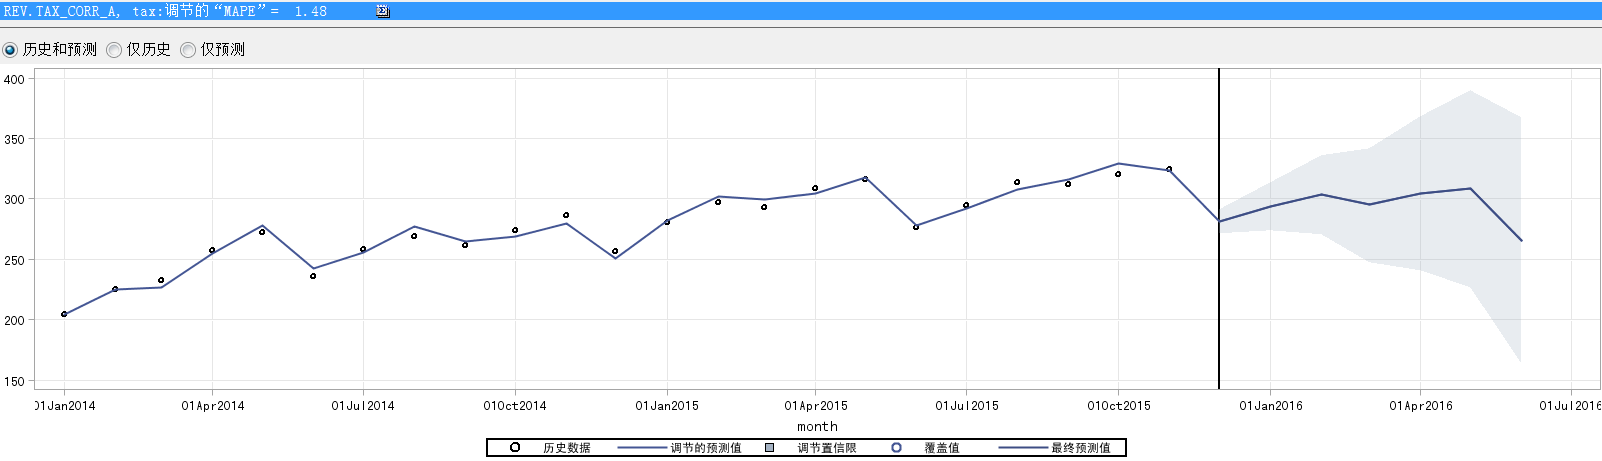 REV.TAX_CORR_A, tax:调节的“MAPE”= 1.48
历史和预测 仅历史 仅预测
400
350
300
250
200
150
01Jan2014 01Apr2014 01Jul2014 01Oct2014 01Jan2015 01Apr2015 01Jul2015 01Oct2015 01Jan2016 01Apr2016 01Jul2016
month
历史数据 调节的预测值 调节置信限 覆盖值 最终预测值